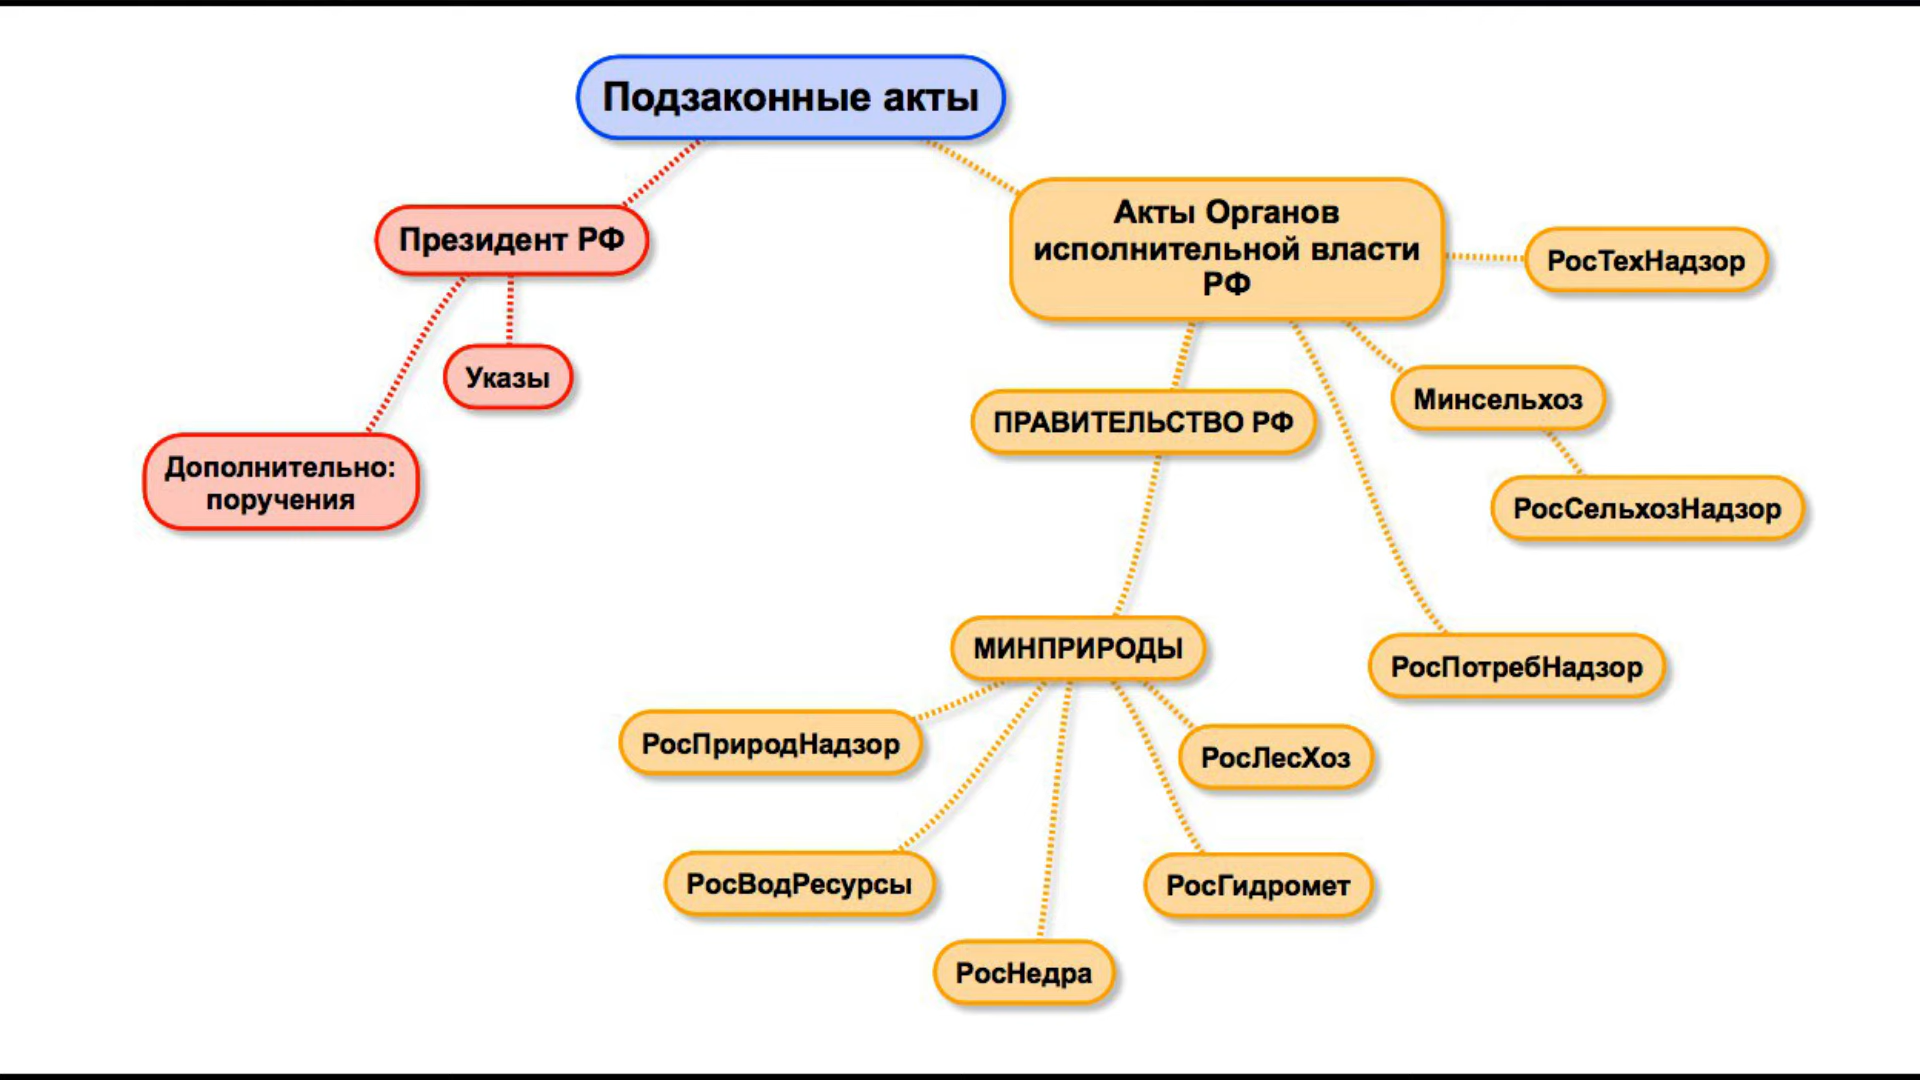 Подзаконные акты
Президент РФ
Акты Органов
исполнительной власти
РФ
РосТехНадзор
Указы
Минсельхоз
ПРАВИТЕЛЬСТВО РФ
Дополнительно:
поручения
РосСельхозНадзор
МИНПРИРОДЫ
РосПотребНадзор
РосПриродНадзор
РосЛесХоз
РосВодРесурсы
РосГидромет
РосНедра